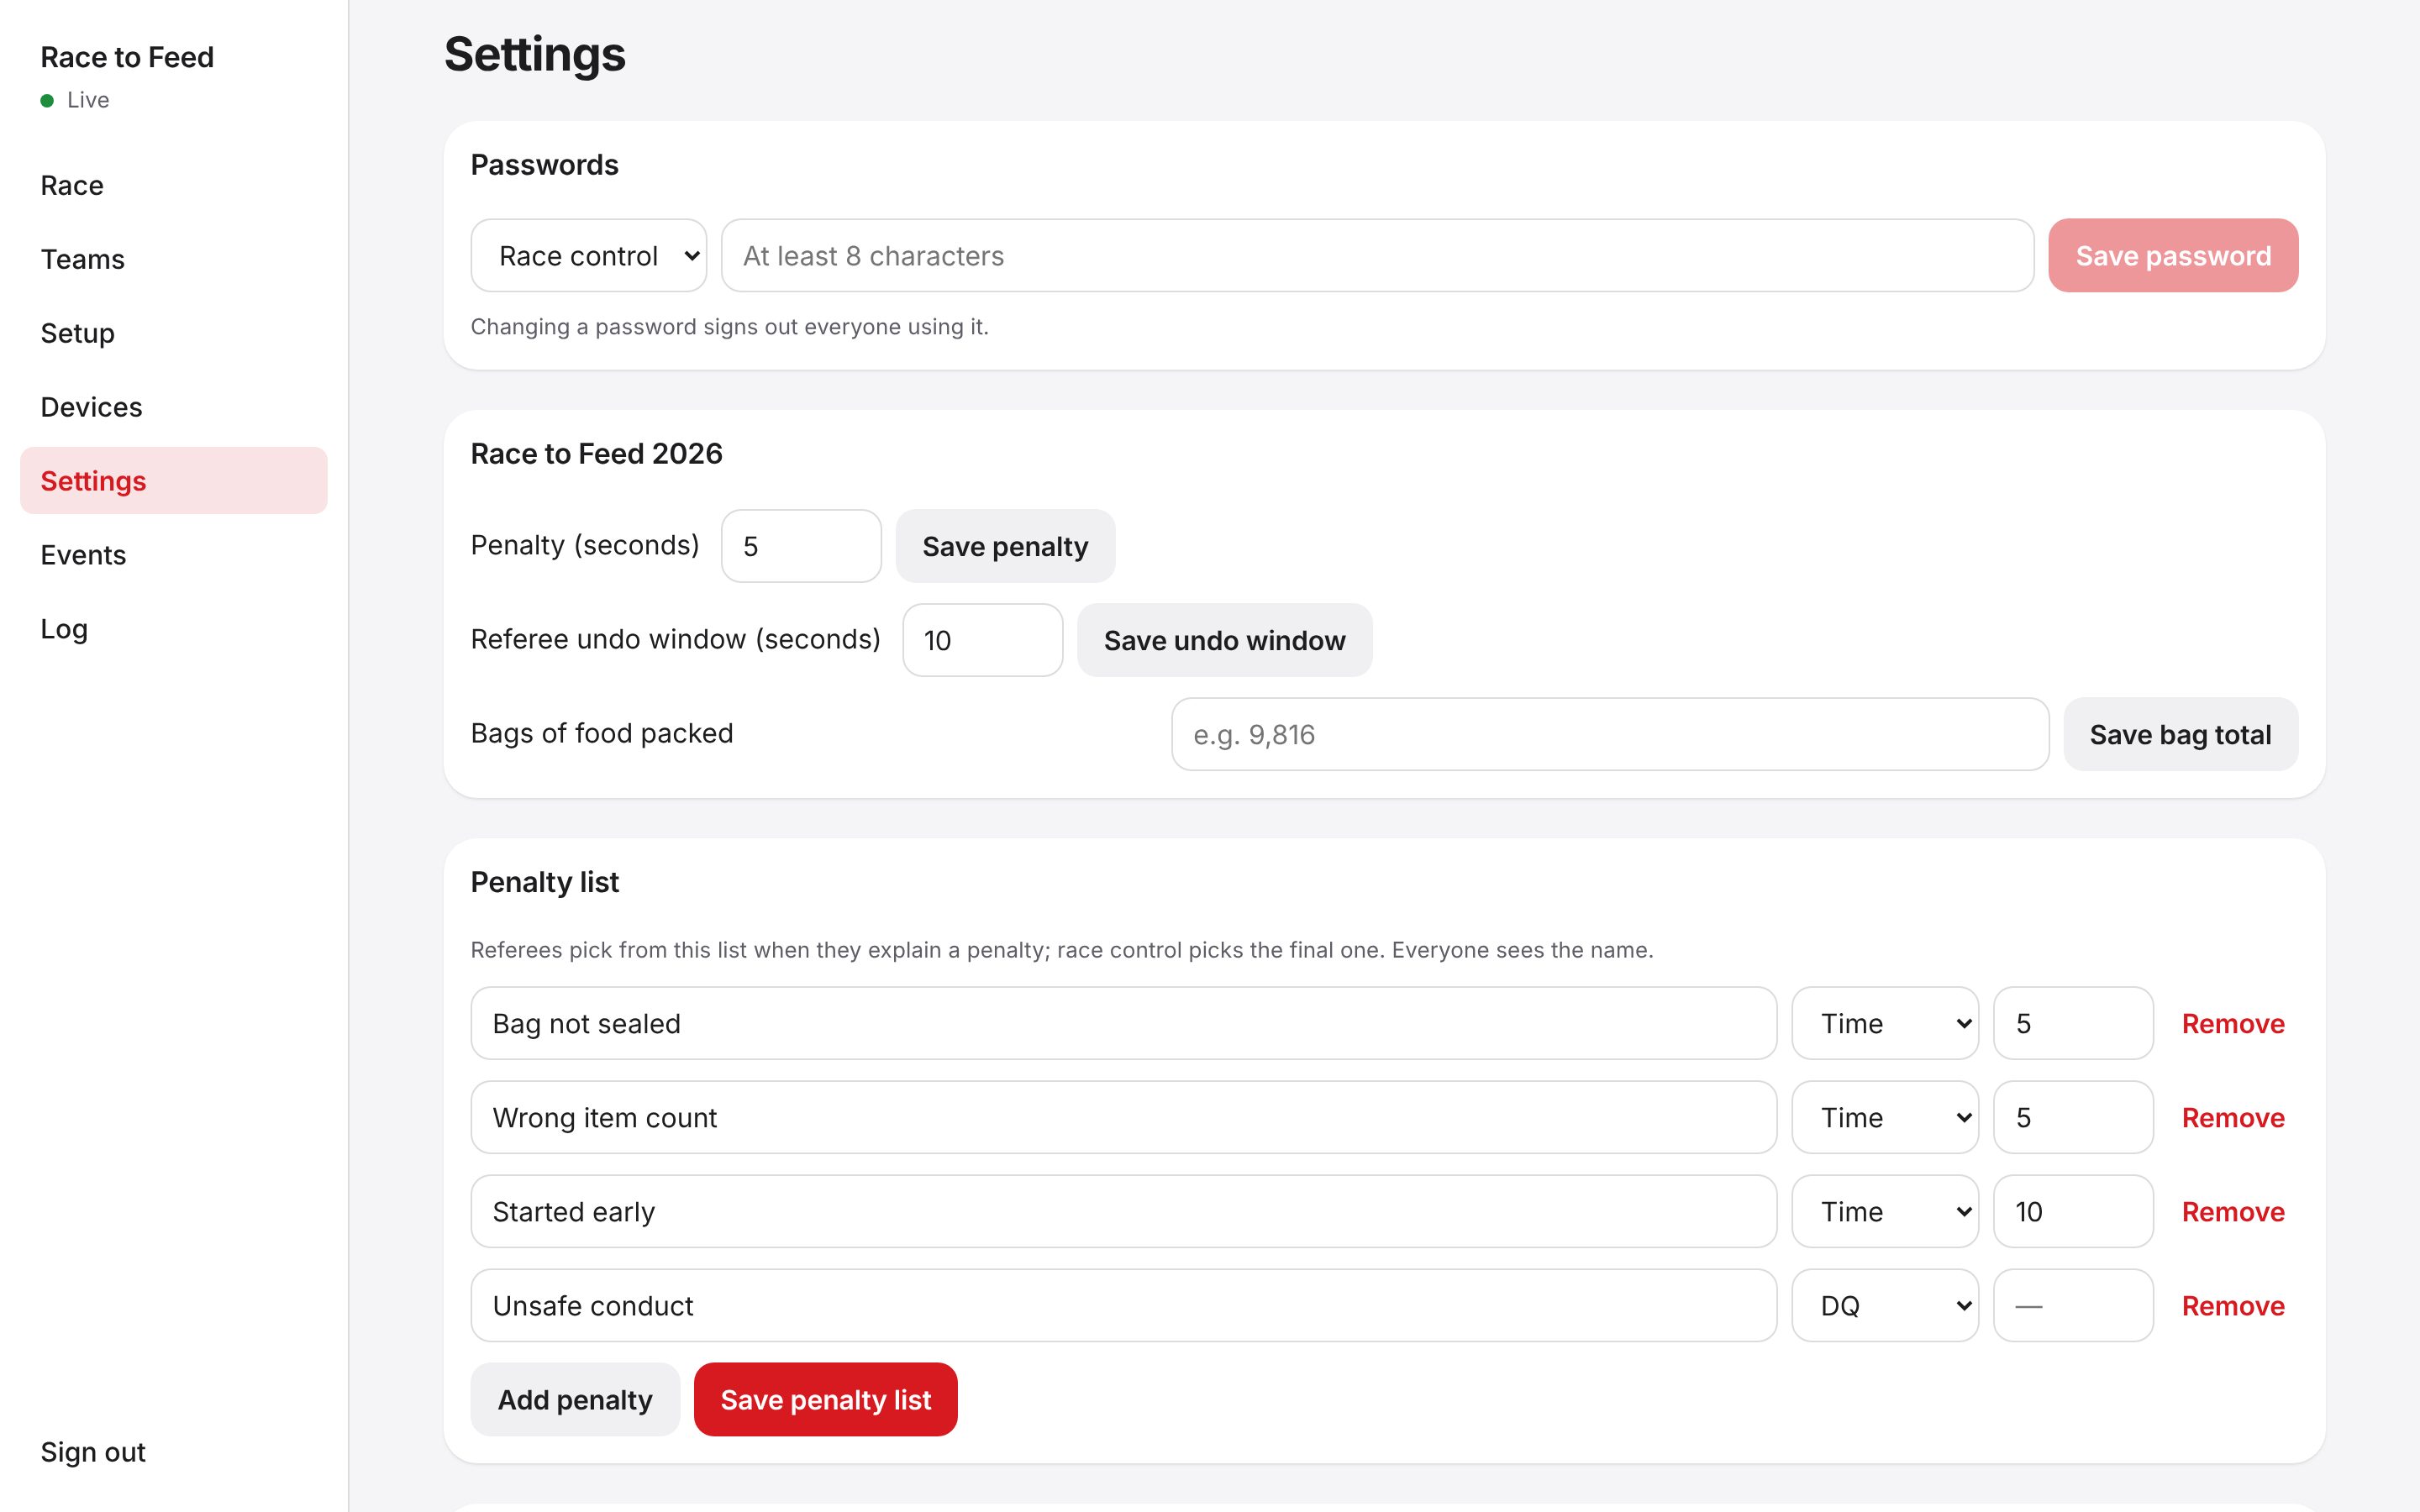 Race to Feed
Live
Race
Teams
Setup
Devices
Settings
Events
Log
Sign out
Settings
Passwords
Race control At least 8 characters Save password
Changing a password signs out everyone using it.
Race to Feed 2026
Penalty (seconds) 5 Save penalty
Referee undo window (seconds) 10 Save undo window
Bags of food packed e.g. 9,816 Save bag total
Penalty list
Referees pick from this list when they explain a penalty; race control picks the final one. Everyone sees the name.
Bag not sealed Time 5 Remove
Wrong item count Time 5 Remove
Started early Time 10 Remove
Unsafe conduct DQ — Remove
Add penalty Save penalty list